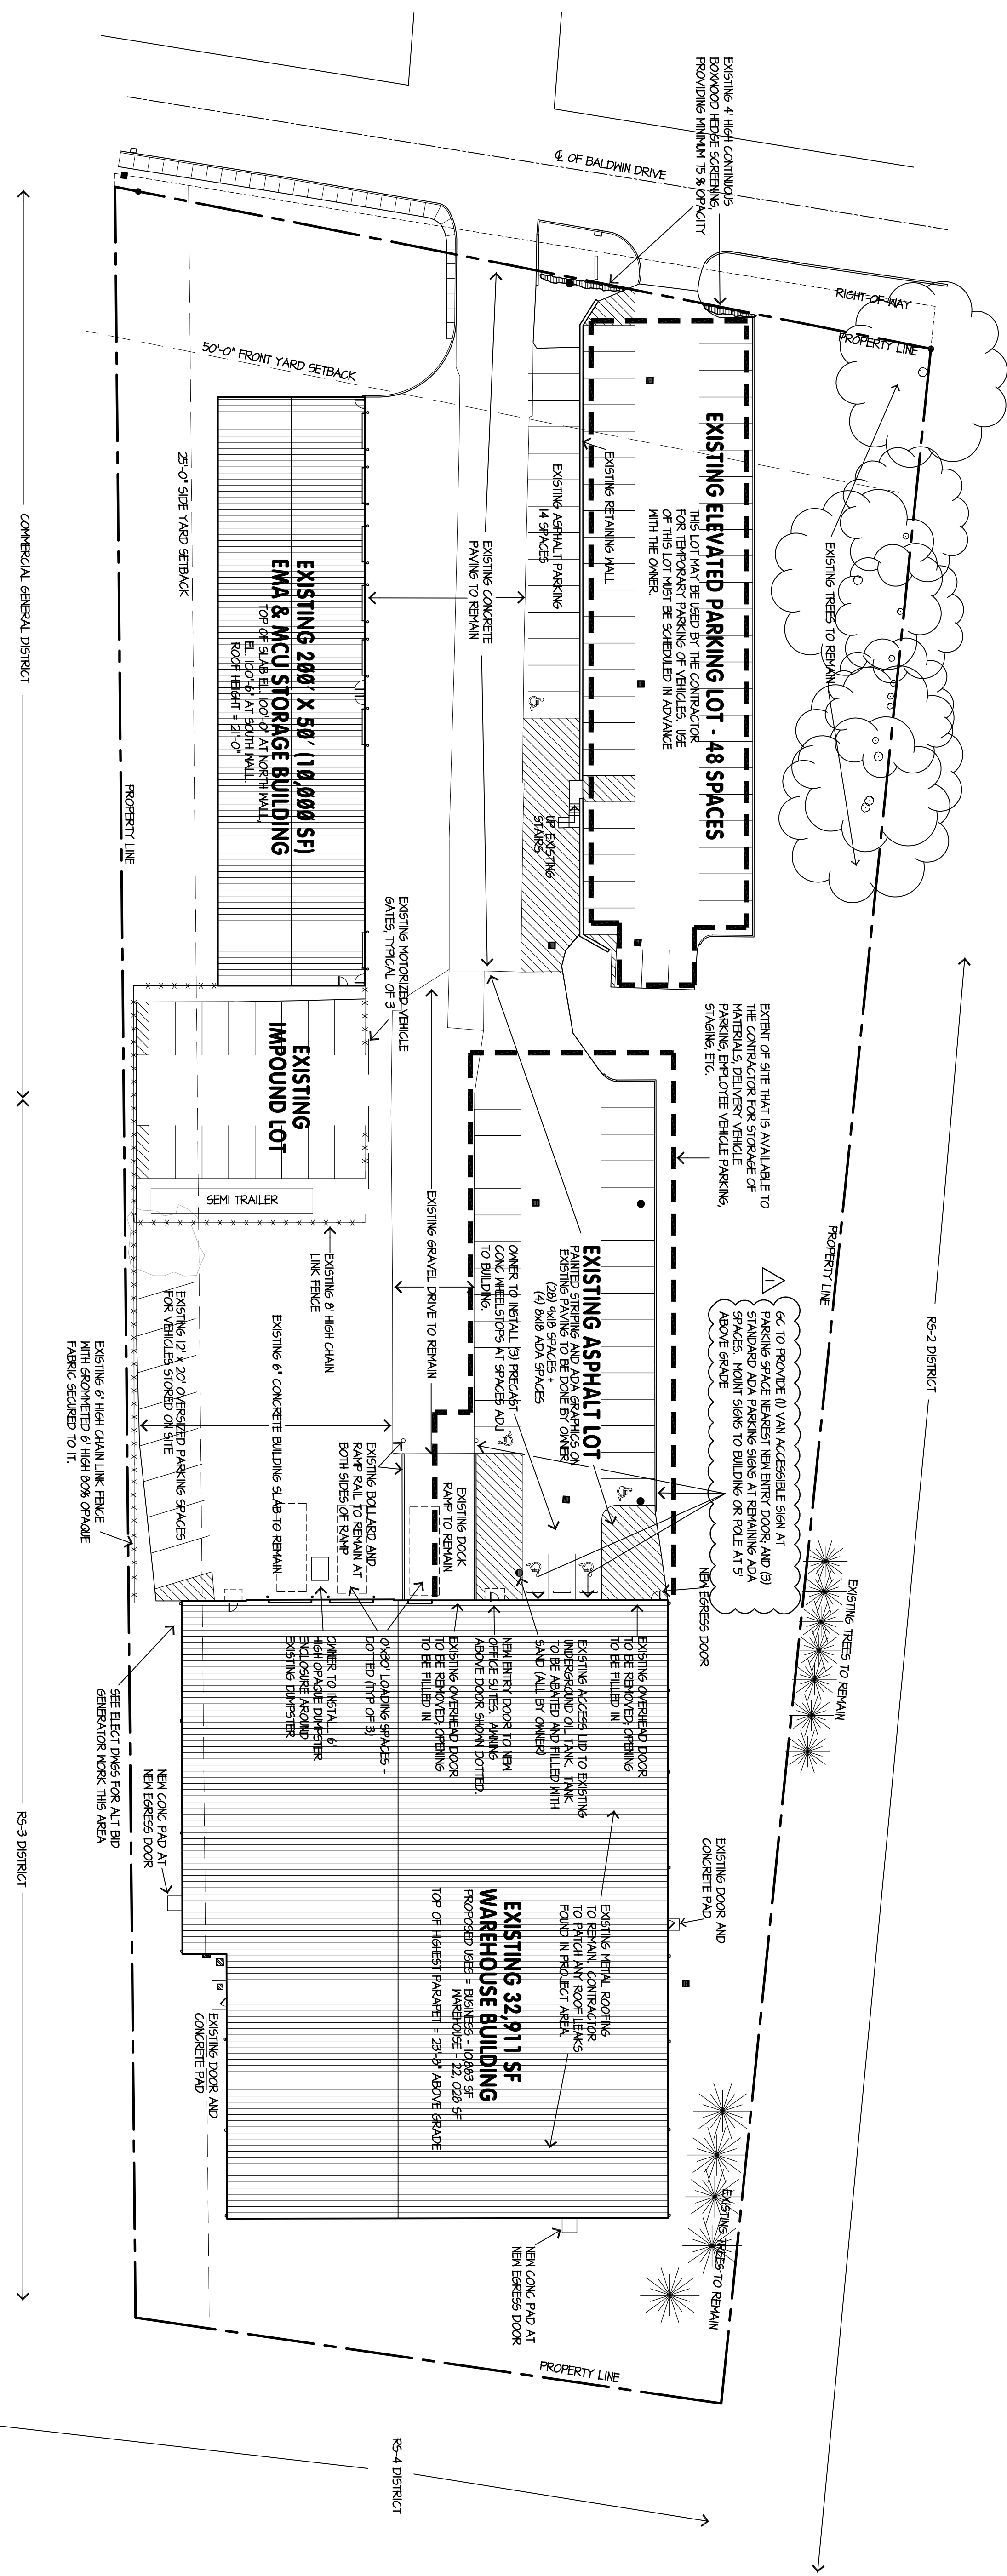 EXISTING 4' HIGH CONTINUOUS
BOXWOOD HEDGE SCREENING,
PROVIDING MINIMUM 75 % OPACITY
℄ OF BALDWIN DRIVE
RIGHT-OF-WAY
PROPERTY LINE
50'-0" FRONT YARD SETBACK
EXISTING TREES TO REMAIN
EXISTING ELEVATED PARKING LOT - 48 SPACES
THIS LOT MAY BE USED BY THE CONTRACTOR
FOR TEMPORARY PARKING OF VEHICLES. USE
OF THIS LOT MUST BE SCHEDULED IN ADVANCE
WITH THE OWNER.
EXISTING RETAINING WALL
EXISTING ASPHALT PARKING
14 SPACES
EXISTING CONCRETE
PAVING TO REMAIN
UP EXISTING
STAIRS
25'-0" SIDE YARD SETBACK
EXISTING 200' X 50' (10,000 SF)
EMA & MCU STORAGE BUILDING
TOP OF SLAB EL. 100'-0" AT NORTH WALL,
EL. 100'-6" AT SOUTH WALL.
ROOF HEIGHT = 21'-0"
PROPERTY LINE
COMMERCIAL GENERAL DISTRICT
EXISTING MOTORIZED VEHICLE
GATES, TYPICAL OF 3
EXISTING
IMPOUND LOT
SEMI TRAILER
EXISTING 8' HIGH CHAIN
LINK FENCE
EXISTING GRAVEL DRIVE TO REMAIN
EXTENT OF SITE THAT IS AVAILABLE TO
THE CONTRACTOR FOR STORAGE OF
MATERIALS, DELIVERY VEHICLE
PARKING, EMPLOYEE VEHICLE PARKING,
STAGING, ETC.
PROPERTY LINE
RS-2 DISTRICT
1
GC TO PROVIDE (1) VAN ACCESSIBLE SIGN AT
PARKING SPACE NEAREST NEW ENTRY DOOR; AND (3)
STANDARD ADA PARKING SIGNS AT REMAINING ADA
SPACES. MOUNT SIGNS TO BUILDING OR POLE AT 5'
ABOVE GRADE
EXISTING ASPHALT LOT
PAINTED STRIPING AND ADA GRAPHICS ON
EXISTING PAVING TO BE DONE BY OWNER
(28) 9x18 SPACES +
(4) 8x18 ADA SPACES
OWNER TO INSTALL (3) PRECAST
CONC WHEELSTOPS AT SPACES ADJ
TO BUILDING.
EXISTING DOCK
RAMP TO REMAIN
EXISTING BOLLARD AND
RAMP RAIL TO REMAIN AT
BOTH SIDES OF RAMP
EXISTING 6" CONCRETE BUILDING SLAB TO REMAIN
EXISTING 12' X 20' OVERSIZED PARKING SPACES
FOR VEHICLES STORED ON SITE
EXISTING 6' HIGH CHAIN LINK FENCE
WITH GROMMETED 6' HIGH 80% OPAQUE
FABRIC SECURED TO IT.
NEW EGRESS DOOR
EXISTING TREES TO REMAIN
EXISTING OVERHEAD DOOR
TO BE REMOVED; OPENING
TO BE FILLED IN
EXISTING ACCESS LID TO EXISTING
UNDERGROUND OIL TANK. TANK
TO BE ABATED AND FILLED WITH
SAND (ALL BY OWNER)
NEW ENTRY DOOR TO NEW
OFFICE SUITES. AWNING
ABOVE DOOR SHOWN DOTTED.
EXISTING OVERHEAD DOOR
TO BE REMOVED; OPENING
TO BE FILLED IN
10X30' LOADING SPACES -
DOTTED (TYP OF 3)
OWNER TO INSTALL 6'
HIGH OPAQUE DUMPSTER
ENCLOSURE AROUND
EXISTING DUMPSTER
SEE ELECT DWGS FOR ALT BID
GENERATOR WORK THIS AREA
NEW CONC PAD AT
NEW EGRESS DOOR
EXISTING DOOR AND
CONCRETE PAD
EXISTING METAL ROOFING
TO REMAIN. CONTRACTOR
TO PATCH ANY ROOF LEAKS
FOUND IN PROJECT AREA.
EXISTING 32,911 SF
WAREHOUSE BUILDING
PROPOSED USES = BUSINESS - 10,883 SF
WAREHOUSE - 22,028 SF
TOP OF HIGHEST PARAPET = 23'-8" ABOVE GRADE
EXISTING DOOR AND
CONCRETE PAD
RS-3 DISTRICT
EXISTING TREES TO REMAIN
NEW CONC PAD AT
NEW EGRESS DOOR
PROPERTY LINE
RS-4 DISTRICT